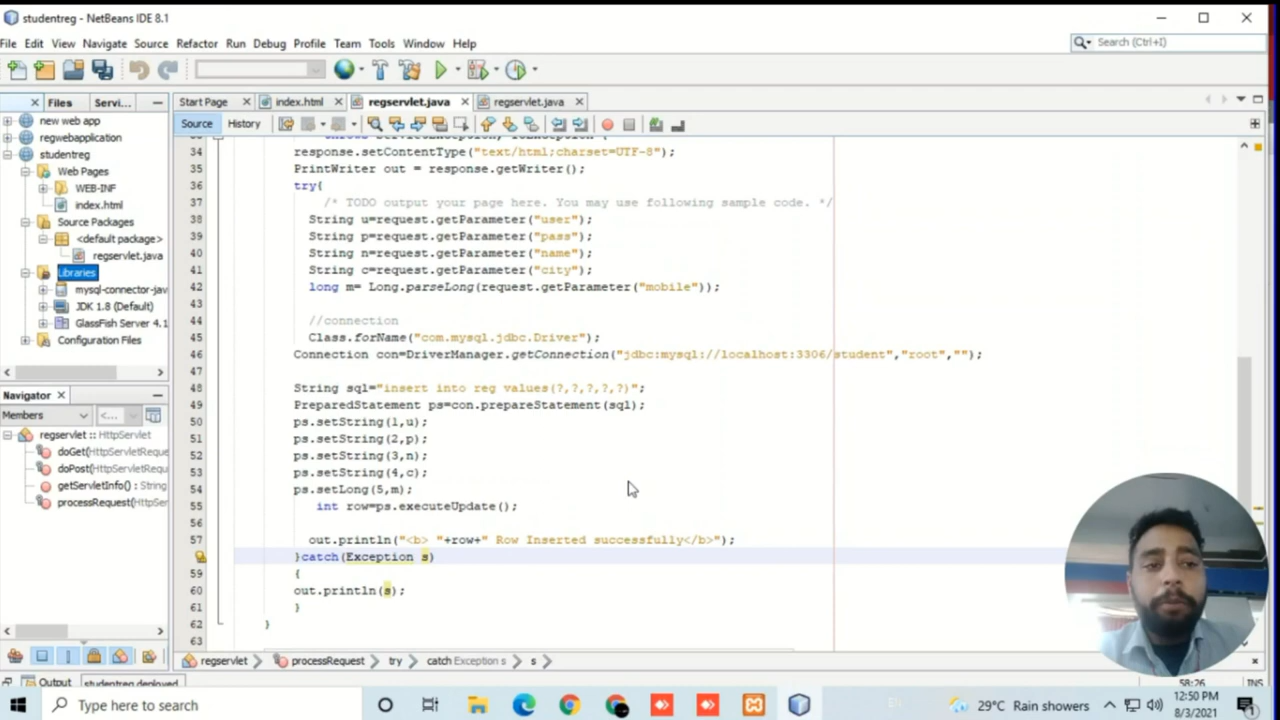 studentreg - NetBeans IDE 8.1
File Edit View Navigate Source Refactor Run Debug Profile Team Tools Window Help
Search (Ctrl+I)
Files Servi...
Start Page index.html regservlet.java regservlet.java
Source History
new web app
regwebapplication
studentreg
Web Pages
WEB-INF
index.html
Source Packages
<default package>
regservlet.java
Libraries
mysql-connector-jav
JDK 1.8 (Default)
GlassFish Server 4.1
Configuration Files
Navigator
Members <...
regservlet :: HttpServlet
doGet(HttpServletReque
doPost(HttpServletRequ
getServletInfo() : String
processRequest(HttpSer
34 response.setContentType("text/html;charset=UTF-8");
35 PrintWriter out = response.getWriter();
36 try{
37 /* TODO output your page here. You may use following sample code. */
38 String u=request.getParameter("user");
39 String p=request.getParameter("pass");
40 String n=request.getParameter("name");
41 String c=request.getParameter("city");
42 long m= Long.parseLong(request.getParameter("mobile"));
43
44 //connection
45 Class.forName("com.mysql.jdbc.Driver");
46 Connection con=DriverManager.getConnection("jdbc:mysql://localhost:3306/student","root","");
47
48 String sql="insert into reg values(?,?,?,?,?)";
49 PreparedStatement ps=con.prepareStatement(sql);
50 ps.setString(1,u);
51 ps.setString(2,p);
52 ps.setString(3,n);
53 ps.setString(4,c);
54 ps.setLong(5,m);
55 int row=ps.executeUpdate();
56
57 out.println("<b> "+row+" Row Inserted successfully</b>");
}catch(Exception s)
59 {
60 out.println(s);
61 }
62 }
63
regservlet processRequest try catch Exception s s
Output studentreg deployed
58:26 INS
Type here to search
29°C Rain showers
12:50 PM
8/3/2021
1